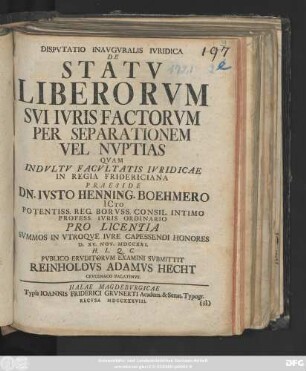 DISPVTATIO INAVGVRALIS IVRIDICA
DE
STATV
LIBERORVM
SVI IVRIS FACTORVM
PER SEPARATIONEM
VEL NVPTIAS
QVAM
INDVLTV FACVLTATIS IVRIDICAE
IN REGIA FRIDERICIANA
PRAESIDE
DN. IVSTO HENNING. BOEHMERO
ICTO
POTENTISS. REG. BORVSS. CONSIL. INTIMO
PROFESS. IVRIS ORDINARIO
PRO LICENTIA
SVMMOS IN VTROQVE IVRE CAPESSENDI HONORES
H. L. Q. C.
PVBLICO ERVDITORVM EXAMINI SVBMITTIT
REINHOLDVS ADAMVS HECHT
HALAE MAGDEBVRGICAE
Typis IOANNIS FRIDERICI GRVNERTI Academ. & Senat. Typogr.
197